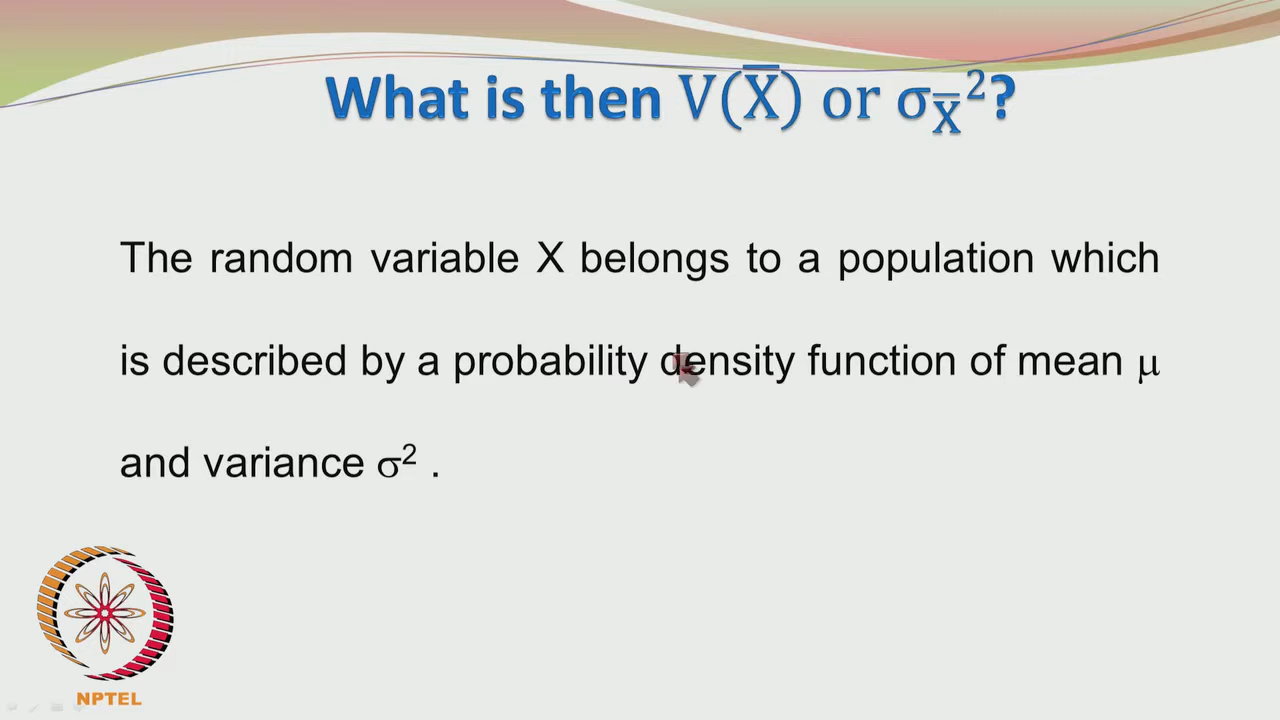 What is then V(X̅) or σ_X̅²?
The random variable X belongs to a population which
is described by a probability density function of mean μ
and variance σ² .
NPTEL